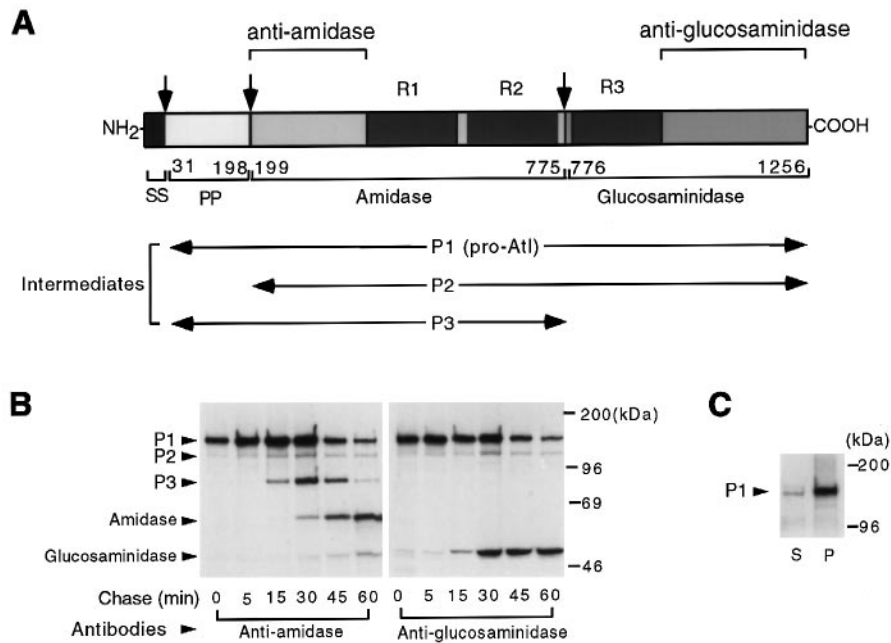 A
anti-amidase anti-glucosaminidase
R1 R2 R3
NH2 COOH
31 198 199 775 776 1256
SS PP Amidase Glucosaminidase
P1 (pro-Atl)
Intermediates P2
P3
B C
200(kDa)
P1
P2
96
P3
69
Amidase
Glucosaminidase
46
Chase (min) 0 5 15 30 45 60 0 5 15 30 45 60
Antibodies Anti-amidase Anti-glucosaminidase
(kDa)
200
P1
96
S P